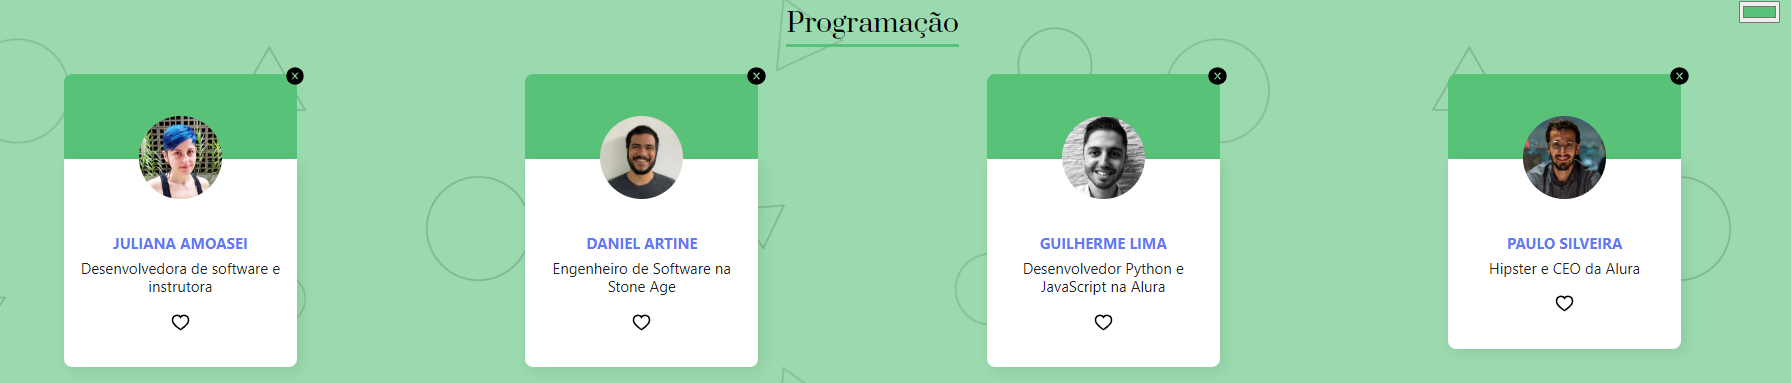 Programação
x
x
x
x
JULIANA AMOASEI
Desenvolvedora de software e
instrutora
DANIEL ARTINE
Engenheiro de Software na
Stone Age
GUILHERME LIMA
Desenvolvedor Python e
JavaScript na Alura
PAULO SILVEIRA
Hipster e CEO da Alura